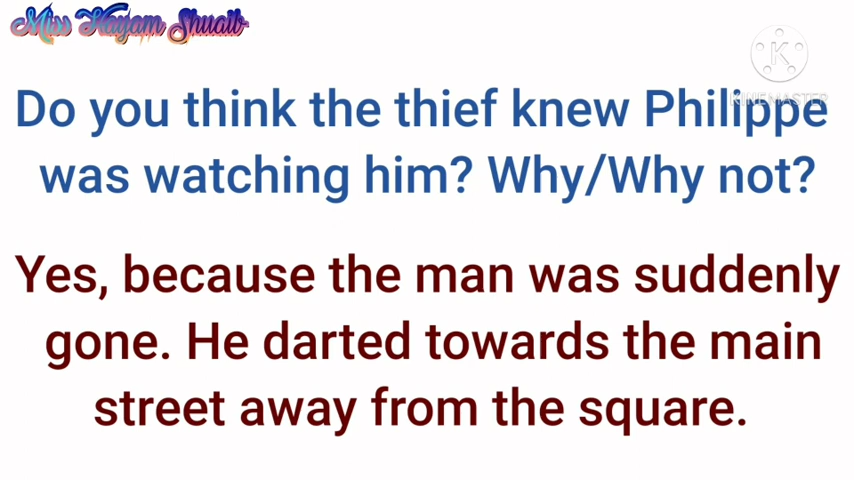 Miss Hayam Shuaib
KINEMASTER
Do you think the thief knew Philippe
was watching him? Why/Why not?
Yes, because the man was suddenly
gone. He darted towards the main
street away from the square.